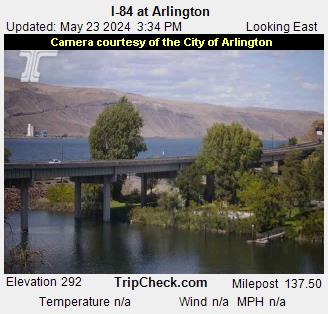 I-84 at Arlington
Updated: May 23 2024 3:34 PM Looking East
Camera courtesy of the City of Arlington
Elevation 292 TripCheck.com Milepost 137.50
Temperature n/a Wind n/a MPH n/a